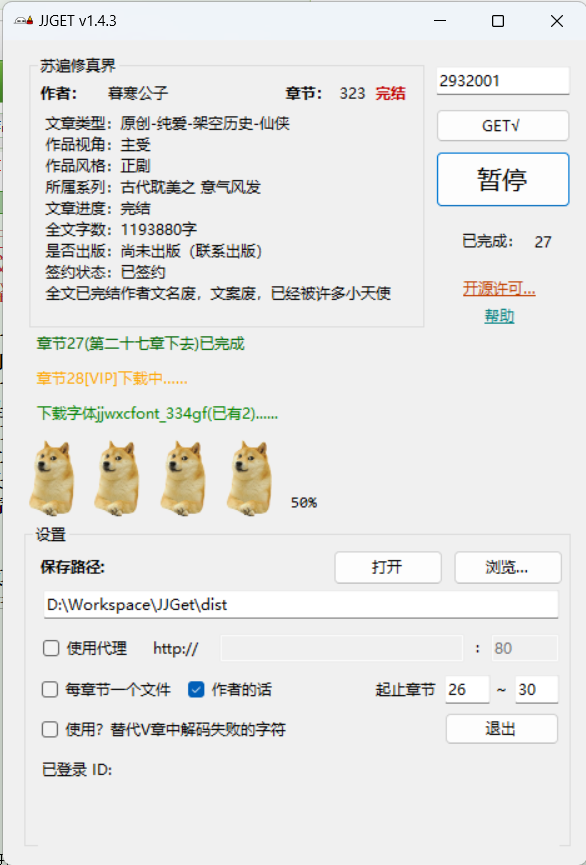 JJGET v1.4.3
苏遍修真界
2932001
作者： 暮寒公子 章节： 323 完结
GET√
文章类型：原创-纯爱-架空历史-仙侠
作品视角：主受
作品风格：正剧
所属系列：古代耽美之 意气风发
文章进度：完结
全文字数：1193880字
是否出版：尚未出版（联系出版）
签约状态：已签约
全文已完结作者文名废，文案废，已经被许多小天使
暂停
已完成： 27
开源许可...
帮助
章节27(第二十七章下去)已完成
章节28[VIP]下载中......
下载字体jjwxcfont_334gf(已有2)......
50%
设置
保存路径:
打开
浏览...
D:\Workspace\JJGet\dist
使用代理 http:// : 80
每章节一个文件 作者的话 起止章节 26 ~ 30
使用？替代V章中解码失败的字符
退出
已登录 ID: